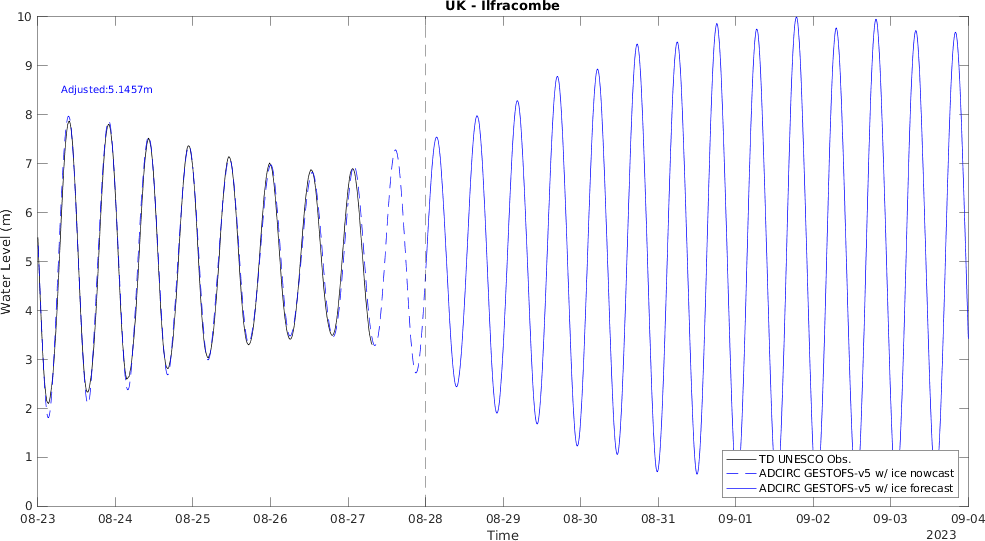 UK - Ilfracombe
10
9
8
7
6
5
4
3
2
1
0
Water Level (m)
Adjusted:5.1457m
TD UNESCO Obs.
ADCIRC GESTOFS-v5 w/ ice nowcast
ADCIRC GESTOFS-v5 w/ ice forecast
08-23 08-24 08-25 08-26 08-27 08-28 08-29 08-30 08-31 09-01 09-02 09-03 09-04
Time
2023